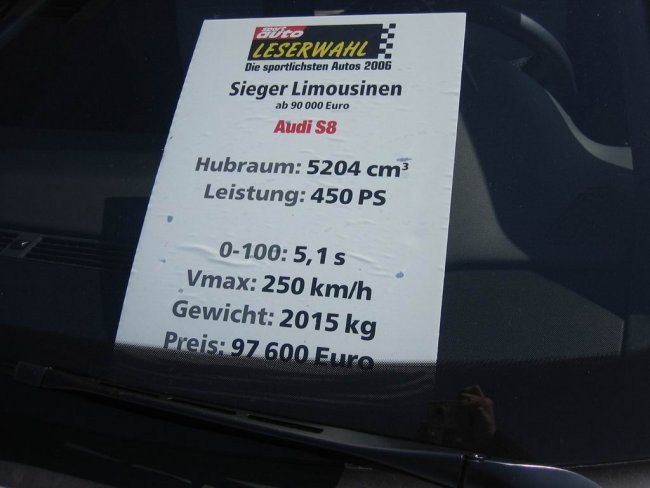 sport auto
LESERWAHL
Die sportlichsten Autos 2006
Sieger Limousinen
ab 90 000 Euro
Audi S8
Hubraum: 5204 cm³
Leistung: 450 PS
0-100: 5,1 s
Vmax: 250 km/h
Gewicht: 2015 kg
Preis: 97 600 Euro